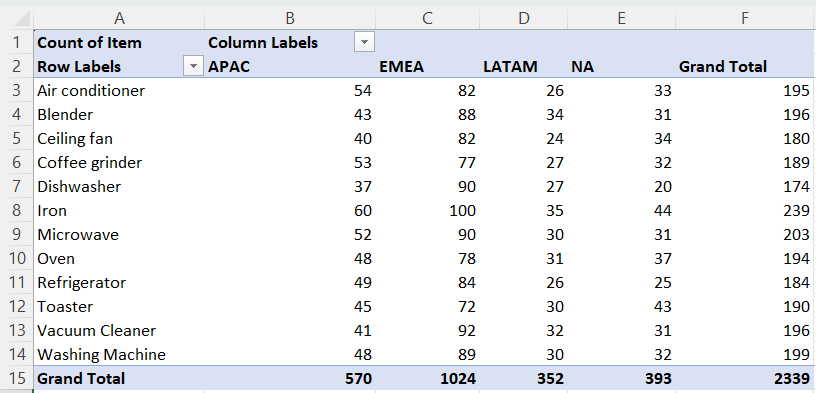 A B C D E F
1 Count of Item Column Labels
2 Row Labels APAC EMEA LATAM NA Grand Total
3 Air conditioner 54 82 26 33 195
4 Blender 43 88 34 31 196
5 Ceiling fan 40 82 24 34 180
6 Coffee grinder 53 77 27 32 189
7 Dishwasher 37 90 27 20 174
8 Iron 60 100 35 44 239
9 Microwave 52 90 30 31 203
10 Oven 48 78 31 37 194
11 Refrigerator 49 84 26 25 184
12 Toaster 45 72 30 43 190
13 Vacuum Cleaner 41 92 32 31 196
14 Washing Machine 48 89 30 32 199
15 Grand Total 570 1024 352 393 2339